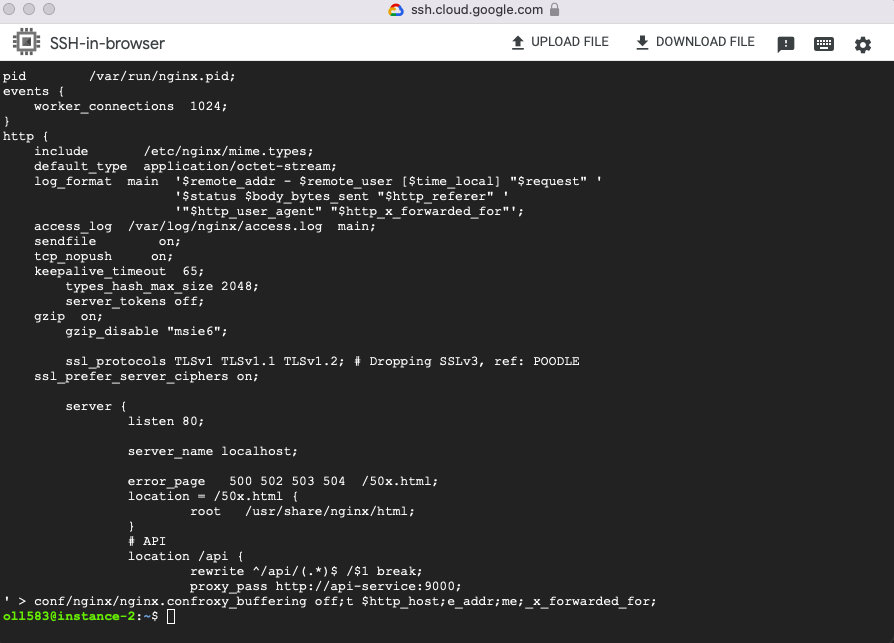 ssh.cloud.google.com
SSH-in-browser
UPLOAD FILE
DOWNLOAD FILE
pid        /var/run/nginx.pid;
events {
    worker_connections  1024;
}
http {
    include       /etc/nginx/mime.types;
    default_type  application/octet-stream;
    log_format  main  '$remote_addr - $remote_user [$time_local] "$request" '
                      '$status $body_bytes_sent "$http_referer" '
                      '"$http_user_agent" "$http_x_forwarded_for"';
    access_log  /var/log/nginx/access.log  main;
    sendfile        on;
    tcp_nopush     on;
    keepalive_timeout  65;
        types_hash_max_size 2048;
        server_tokens off;
    gzip  on;
        gzip_disable "msie6";
        ssl_protocols TLSv1 TLSv1.1 TLSv1.2; # Dropping SSLv3, ref: POODLE
    ssl_prefer_server_ciphers on;
        server {
                listen 80;
                server_name localhost;
                error_page   500 502 503 504  /50x.html;
                location = /50x.html {
                        root   /usr/share/nginx/html;
                }
                # API
                location /api {
                        rewrite ^/api/(.*)$ /$1 break;
                        proxy_pass http://api-service:9000;
' > conf/nginx/nginx.confroxy_buffering off;t $http_host;e_addr;me;_x_forwarded_for;
oll583@instance-2:~$